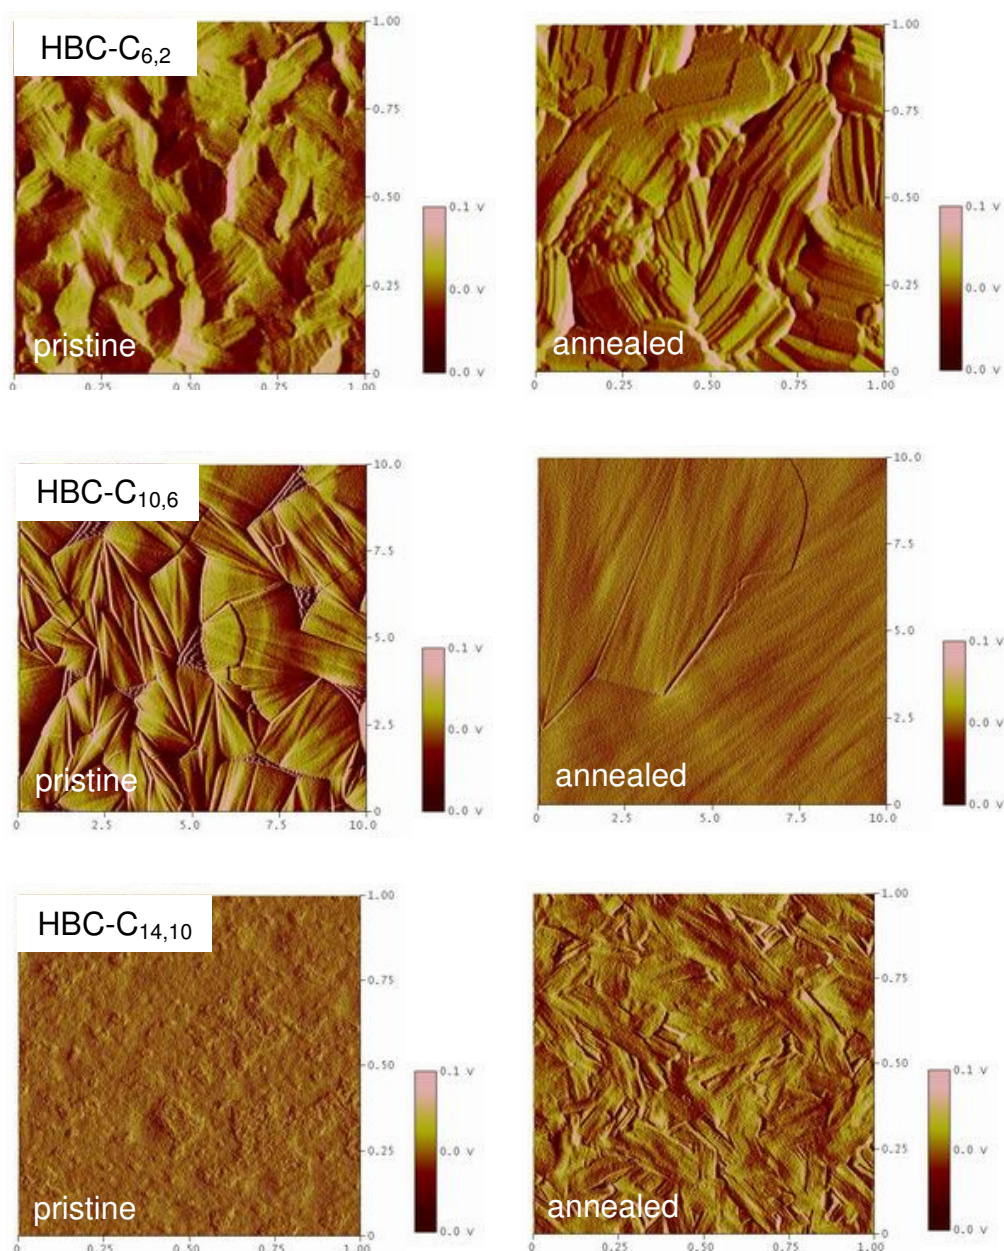 HBC-C6,2
pristine
1.00
0.75
0.50
0.25
0
0
0.25
0.50
0.75
1.00
0.1 V
0.0 V
0.0 V
annealed
1.00
0.75
0.50
0.25
0
0
0.25
0.50
0.75
1.00
0.1 V
0.0 V
0.0 V
HBC-C10,6
pristine
10.0
7.5
5.0
2.5
0
0
2.5
5.0
7.5
10.0
0.1 V
0.0 V
0.0 V
annealed
10.0
7.5
5.0
2.5
0
0
2.5
5.0
7.5
10.0
0.1 V
0.0 V
0.0 V
HBC-C14,10
pristine
1.00
0.75
0.50
0.25
0
0
0.25
0.50
0.75
1.00
0.1 V
0.0 V
0.0 V
annealed
1.00
0.75
0.50
0.25
0
0
0.25
0.50
0.75
1.00
0.1 V
0.0 V
0.0 V